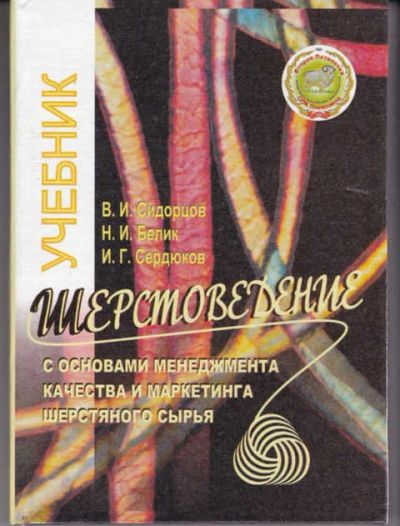 УЧЕБНИК
В. И. Сидорцов
Н. И. Белик
И. Г. Сердюков
ШЕРСТОВЕДЕНИЕ
С ОСНОВАМИ МЕНЕДЖМЕНТА
КАЧЕСТВА И МАРКЕТИНГА
ШЕРСТЯНОГО СЫРЬЯ